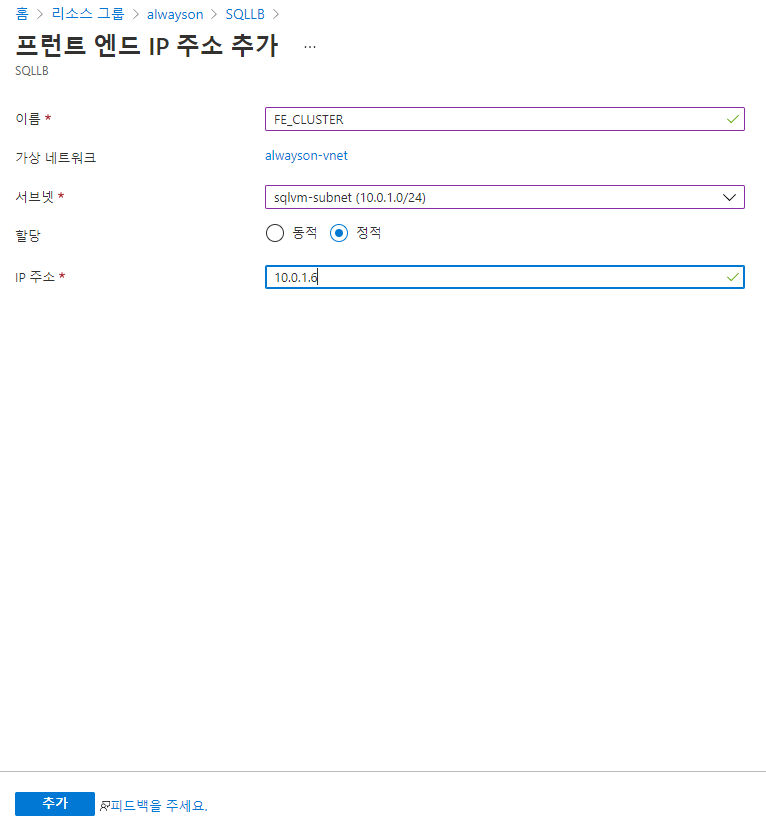 홈 > 리소스 그룹 > alwayson > SQLLB >
프런트 엔드 IP 주소 추가 ...
SQLLB
이름 * FE_CLUSTER
가상 네트워크 alwayson-vnet
서브넷 * sqlvm-subnet (10.0.1.0/24)
할당 동적 정적
IP 주소 * 10.0.1.6
추가 피드백을 주세요.